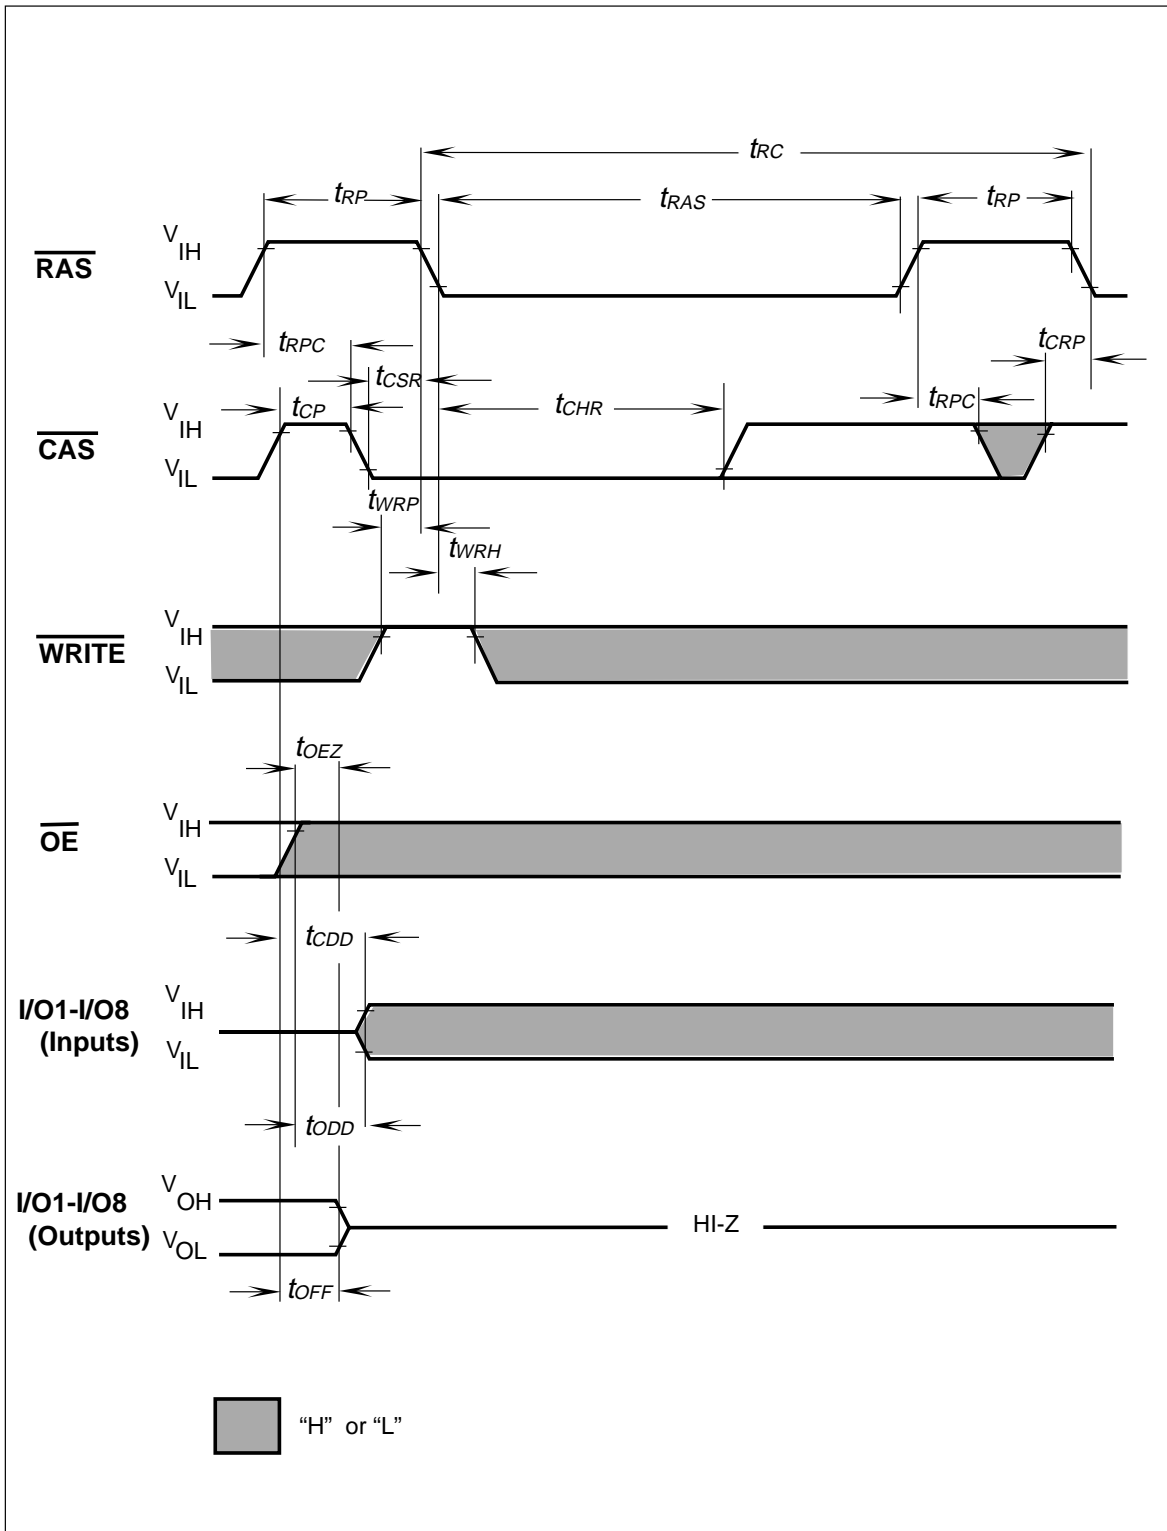 tRC
tRP
tRAS
tRP
VIH
RAS
VIL
tRPC
tCRP
tCSR
tCP
tCHR
tRPC
VIH
CAS
VIL
tWRP
tWRH
VIH
WRITE
VIL
tOEZ
VIH
OE
VIL
tCDD
I/O1-I/O8
(Inputs)
VIH
VIL
tODD
I/O1-I/O8
(Outputs)
VOH
VOL
HI-Z
tOFF
“H” or “L”